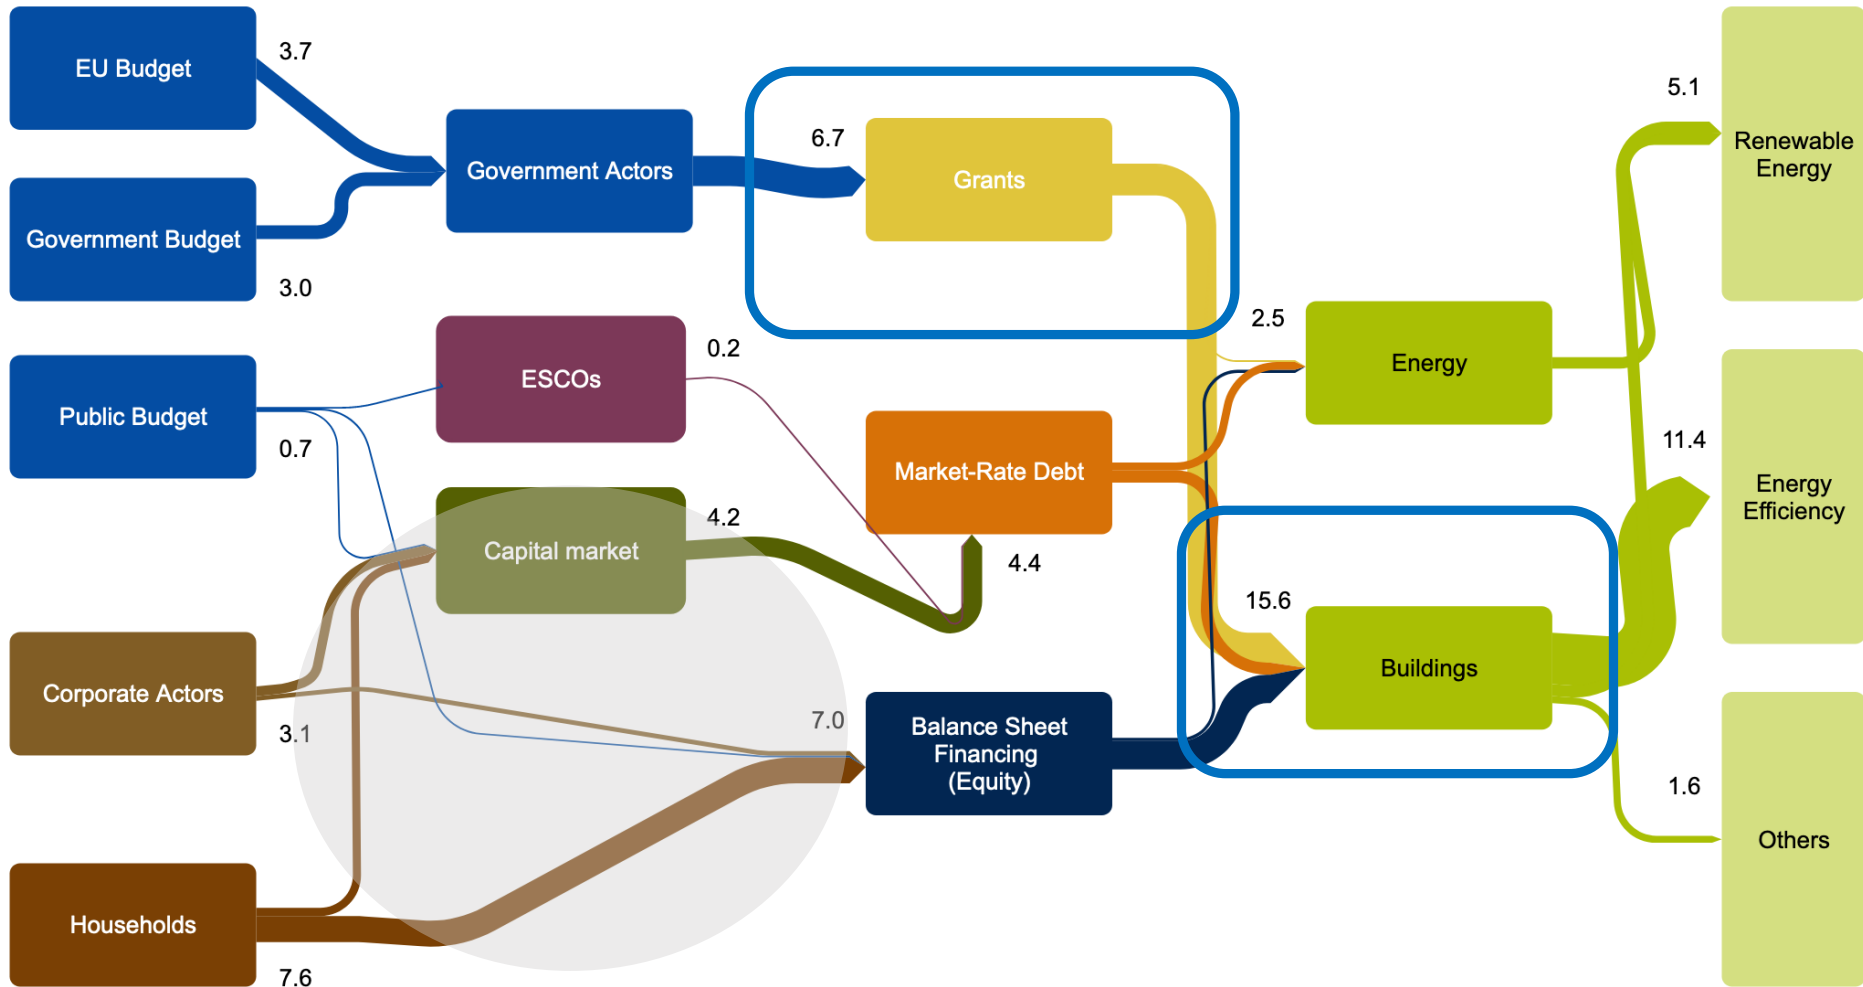 EU Budget
3.7
Government Budget
3.0
Government Actors
6.7
Grants
Public Budget
0.7
ESCOs
0.2
Capital market
4.2
Market-Rate Debt
4.4
Corporate Actors
3.1
Households
7.6
7.0
Balance Sheet
Financing
(Equity)
2.5
Energy
15.6
Buildings
5.1
Renewable
Energy
11.4
Energy
Efficiency
1.6
Others